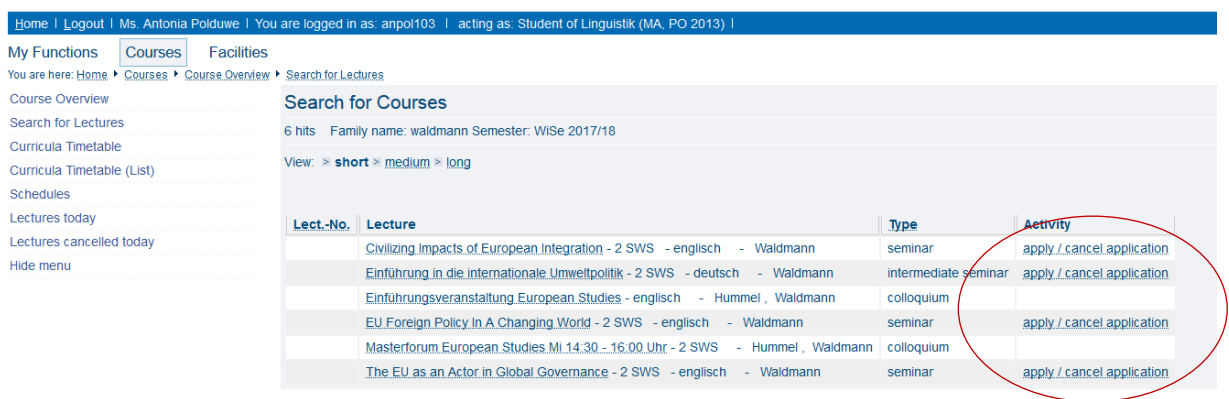 Home | Logout | Ms. Antonia Polduwe | You are logged in as: anpol103 | acting as: Student of Linguistik (MA, PO 2013) |
My Functions Courses Facilities
You are here: Home Courses Course Overview Search for Lectures
Course Overview
Search for Lectures
Curricula Timetable
Curricula Timetable (List)
Schedules
Lectures today
Lectures cancelled today
Hide menu
Search for Courses
6 hits Family name: waldmann Semester: WiSe 2017/18
View: > short > medium > long
Lect.-No. Lecture Type Activity
Civilizing Impacts of European Integration - 2 SWS - englisch - Waldmann seminar apply / cancel application
Einführung in die internationale Umweltpolitik - 2 SWS - deutsch - Waldmann intermediate seminar apply / cancel application
Einführungsveranstaltung European Studies - englisch - Hummel , Waldmann colloquium
EU Foreign Policy In A Changing World - 2 SWS - englisch - Waldmann seminar apply / cancel application
Masterforum European Studies Mi 14:30 - 16:00 Uhr - 2 SWS - Hummel , Waldmann colloquium
The EU as an Actor in Global Governance - 2 SWS - englisch - Waldmann seminar apply / cancel application